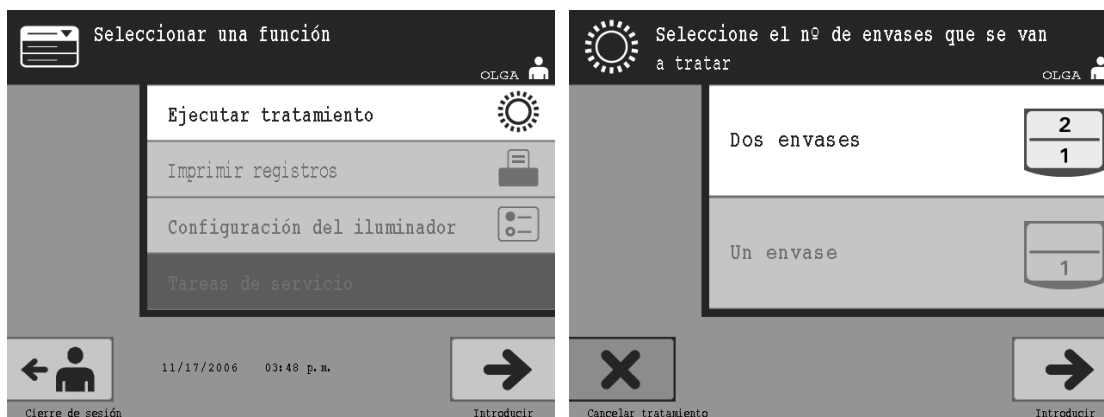 Seleccionar una función
OLGA
Ejecutar tratamiento
Imprimir registros
Configuración del iluminador
Tareas de servicio
11/17/2006 03:48 p.m.
Cierre de sesión
Introducir
Seleccione el nº de envases que se van
a tratar
OLGA
Dos envases
2
1
Un envase
1
Cancelar tratamiento
Introducir